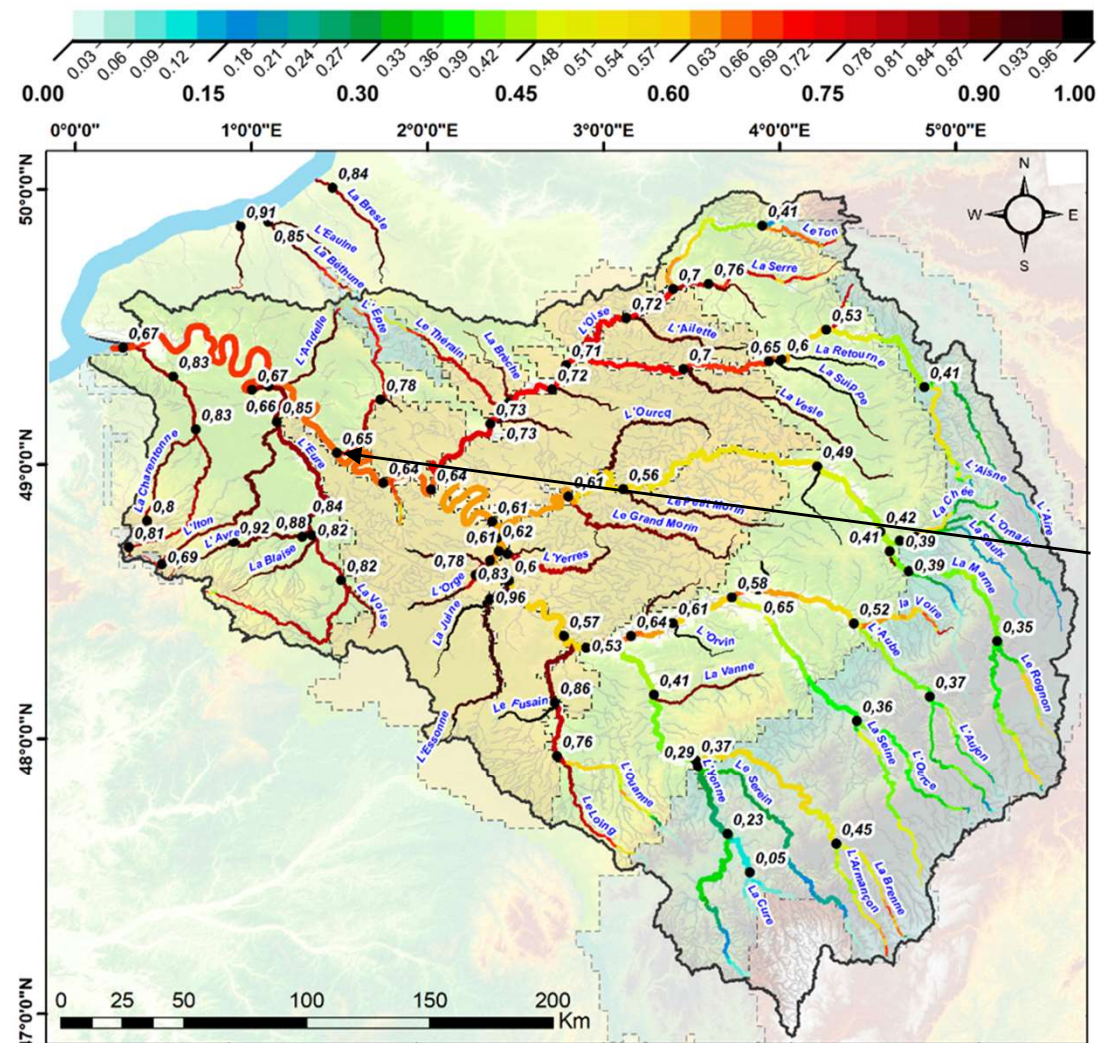 0.03 0.06 0.09 0.12 0.18 0.21 0.24 0.27 0.33 0.36 0.39 0.42 0.48 0.51 0.54 0.57 0.63 0.66 0.69 0.72 0.78 0.81 0.84 0.87 0.93 0.96
0.00 0.15 0.30 0.45 0.60 0.75 0.90 1.00
0°0'0" 1°0'0"E 2°0'0"E 3°0'0"E 4°0'0"E 5°0'0"E
50°0'0"N
49°0'0"N
48°0'0"N
47°0'0"N
N
W E
S
0,84
La Bresle
0,91
0,85
L'Eaulne
La Béthune
0,41
Le Ton
0,7
0,76
La Serre
0,72
L'Oise
L'Ailette
0,53
0,67
L'Andelle
L'Epte
Le Thérain
La Brèche
0,71
0,7
0,65
0,6
La Retourne
0,83
0,67
0,78
0,72
La Suippe
0,41
0,66
0,85
0,73
0,73
L'Ourcq
La Vesle
0,83
L'Eure
0,65
0,64
0,64
0,61
0,56
0,49
L'Aisne
La Charentonne
Le Petit Morin
La Chée
L'Aire
0,8
0,84
0,61
Le Grand Morin
0,42
L'Ornain
0,81
L'Iton
0,92
0,88
0,82
0,61
0,62
0,41
0,39
La Saulx
L'Avre
0,69
La Blaise
0,78
0,83
0,6
L'Yerres
0,39
La Marne
0,82
La Voise
L'Orge
0,96
0,58
la Voire
La Juine
0,57
0,53
0,64
0,61
0,65
0,52
L'Aube
0,35
L'Orvin
La Vanne
0,41
0,37
Le Rognon
0,86
Le Fusain
0,36
La Seine
L'Aujon
L'Essonne
0,76
0,29
0,37
L'Ource
L'Ouanne
L'Yonne
Le Serein
Le Loing
0,23
0,45
0,05
La Cure
L'Armançon
La Brenne
0 25 50 100 150 200
Km